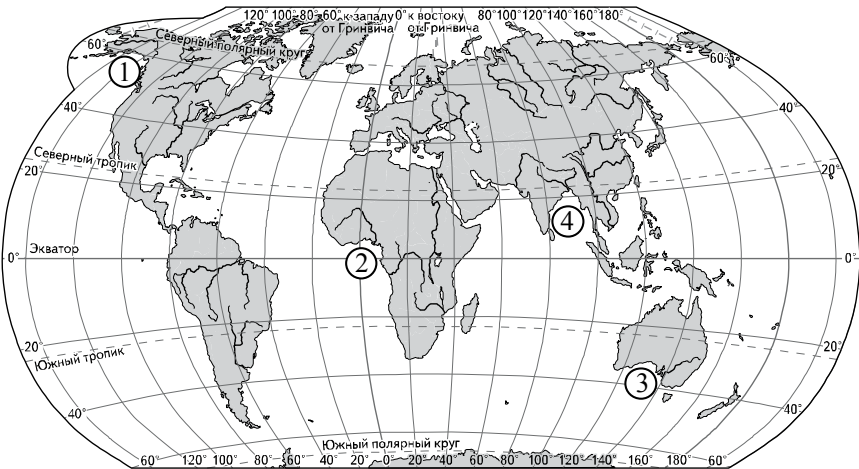 120° 100° 80° 60° к западу 0° к востоку 80° 100° 120° 140° 160° 180°
от Гринвича от Гринвича
Северный полярный круг
60° 60°
1
40° 40°
Северный тропик
20° 20°
4
Экватор
0° 0°
2
20° 20°
Южный тропик
3
40° 40°
Южный полярный круг
60° 120° 100° 80° 60° 40° 20° 0° 20° 40° 60° 80° 100° 120° 140° 160° 180° 60°